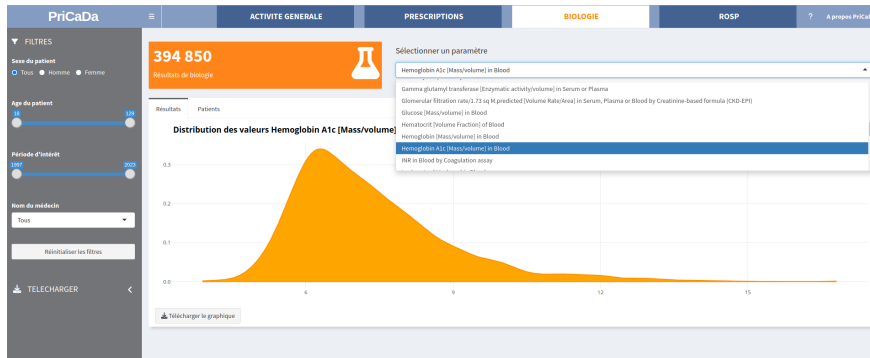 PriCaDa
ACTIVITE GENERALE
PRESCRIPTIONS
BIOLOGIE
ROSP
?
A propos PriCaD
FILTRES
Sexe du patient
Tous Homme Femme
Age du patient
18
Période d'intérêt
1997 2023
Nom du médecin
Tous
Réinitialiser les filtres
TELECHARGER
394 850
Résultats de biologie
Sélectionner un paramètre
Hemoglobin A1c [Mass/volume] in Blood
Gamma glutamyl transferase [Enzymatic activity/volume] in Serum or Plasma
Glomerular filtration rate/1.73 sq M.predicted [Volume Rate/Area] in Serum, Plasma or Blood by Creatinine-based formula (CKD-EPI)
Glucose [Mass/volume] in Blood
Hematocrit [Volume Fraction] of Blood
Hemoglobin [Mass/volume] in Blood
Hemoglobin A1c [Mass/volume] in Blood
INR in Blood by Coagulation assay
Résultats Patients
Distribution des valeurs Hemoglobin A1c [Mass/volume]
0.3
0.2
0.1
0.0
6 9 12 15
Télécharger le graphique